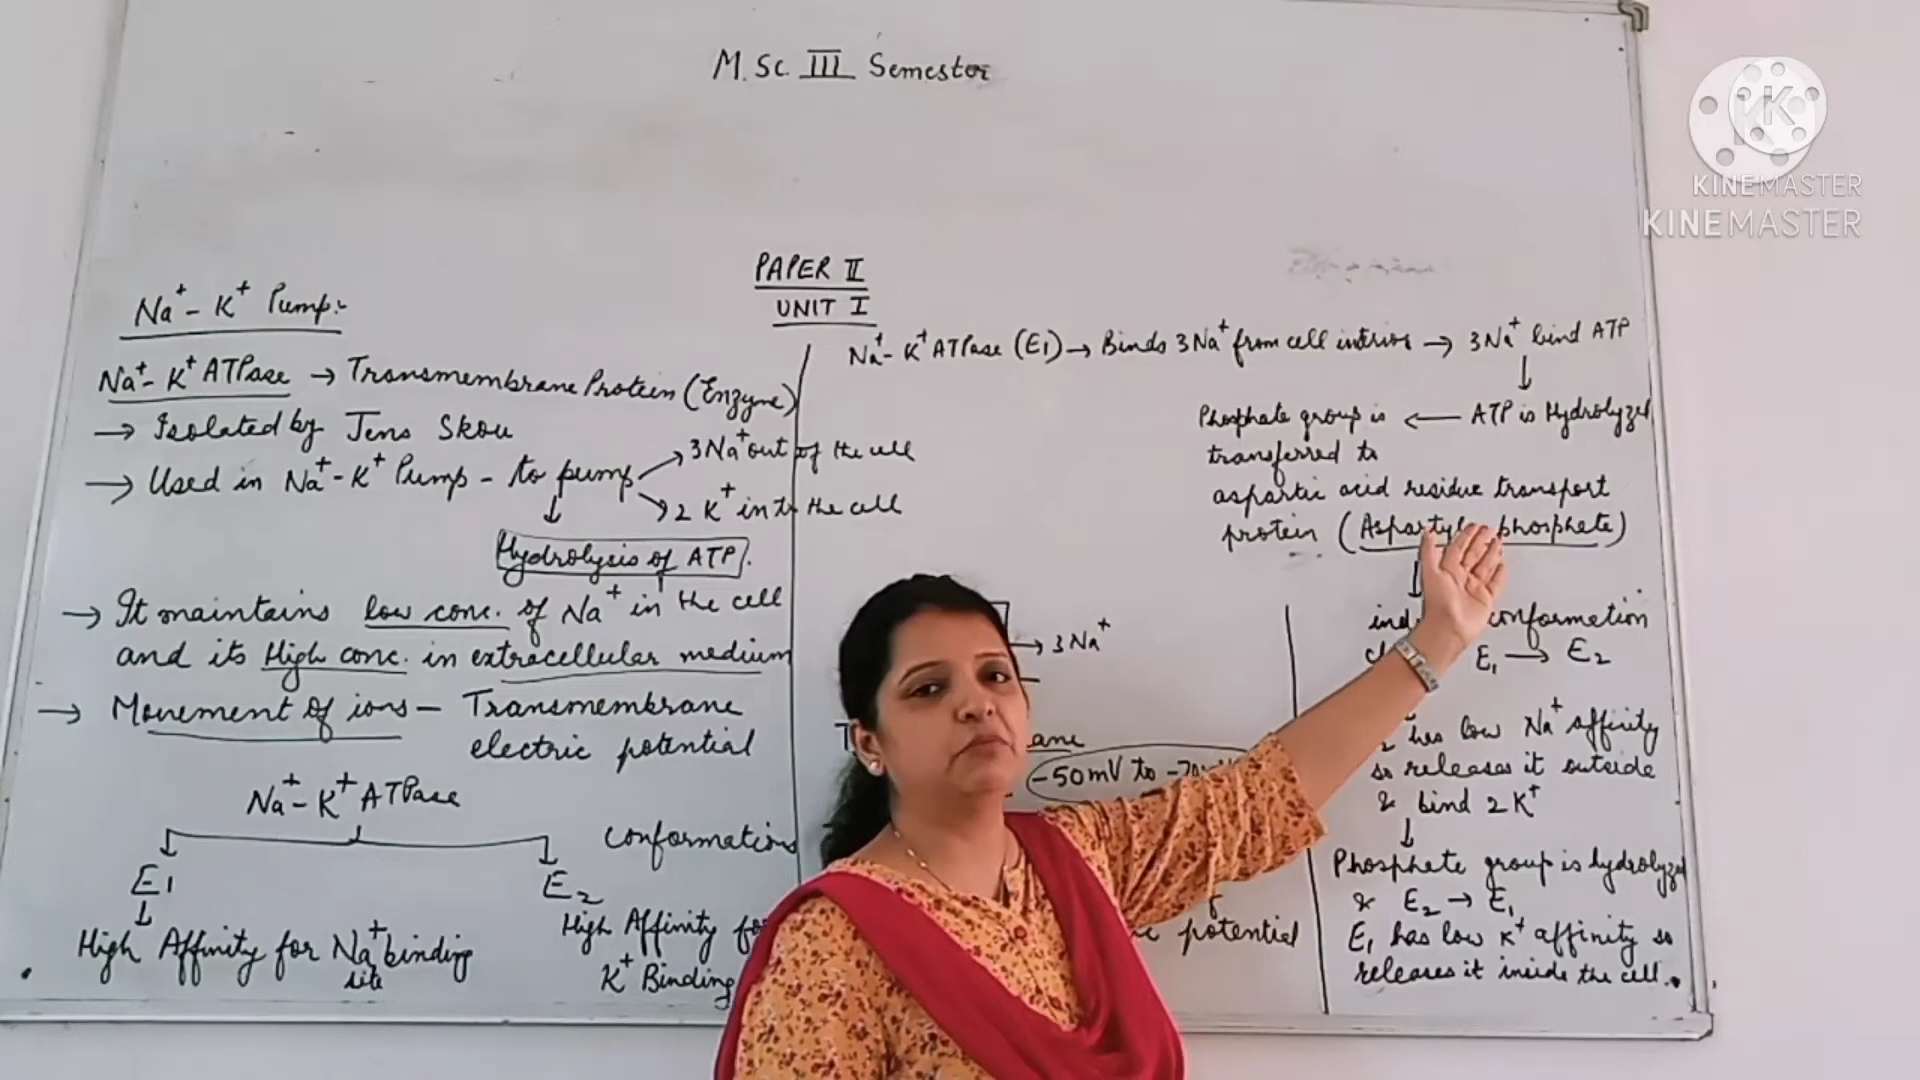 M.Sc. III Semester
KINEMASTER
KINEMASTER
PAPER II
UNIT I
Na+- K+ Pump:-
Na+- K+ ATPase → Transmembrane Protein (Enzyme)
→ Isolated by Jens Skou
→ Used in Na+- K+ Pump - to pump
3Na+ out of the cell
2 K+ into the cell
Hydrolysis of ATP.
→ It maintains low conc. of Na+ in the cell
and its High conc. in extracellular medium
→ Movement of ions - Transmembrane
electric potential
Na+- K+ ATPase
conformations
E1
E2
High Affinity for Na+ binding
site
High Affinity
K+ Binding
Na+- K+ ATPase (E1) → Binds 3Na+ from cell interior → 3Na+ bind ATP
Phosphate group is ← ATP is Hydrolyzed
transferred to
aspartic acid residue transport
protein (Aspartyl phosphate)
conformation
E1 → E2
has low Na+ affinity
so releases it outside
& bind 2 K+
Phosphate group is hydrolyzed
& E2 → E1
E1 has low K+ affinity so
releases it inside the cell.
→ 3 Na+
-50mV to
potential